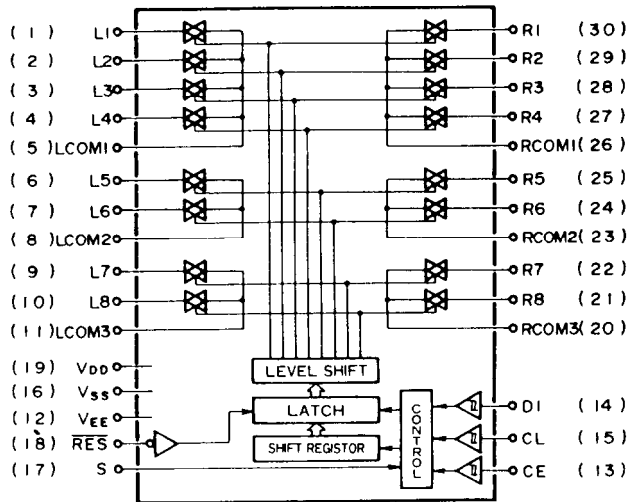 (1) L1 R1 (30)
(2) L2 R2 (29)
(3) L3 R3 (28)
(4) L4 R4 (27)
(5) LCOM1 RCOM1 (26)
(6) L5 R5 (25)
(7) L6 R6 (24)
(8) LCOM2 RCOM2 (23)
(9) L7 R7 (22)
(10) L8 R8 (21)
(11) LCOM3 RCOM3 (20)
(19) VDD LEVEL SHIFT
(16) VSS
(12) VEE LATCH CONTROL DI (14)
(18) RES CL (15)
(17) S SHIFT REGISTOR CE (13)